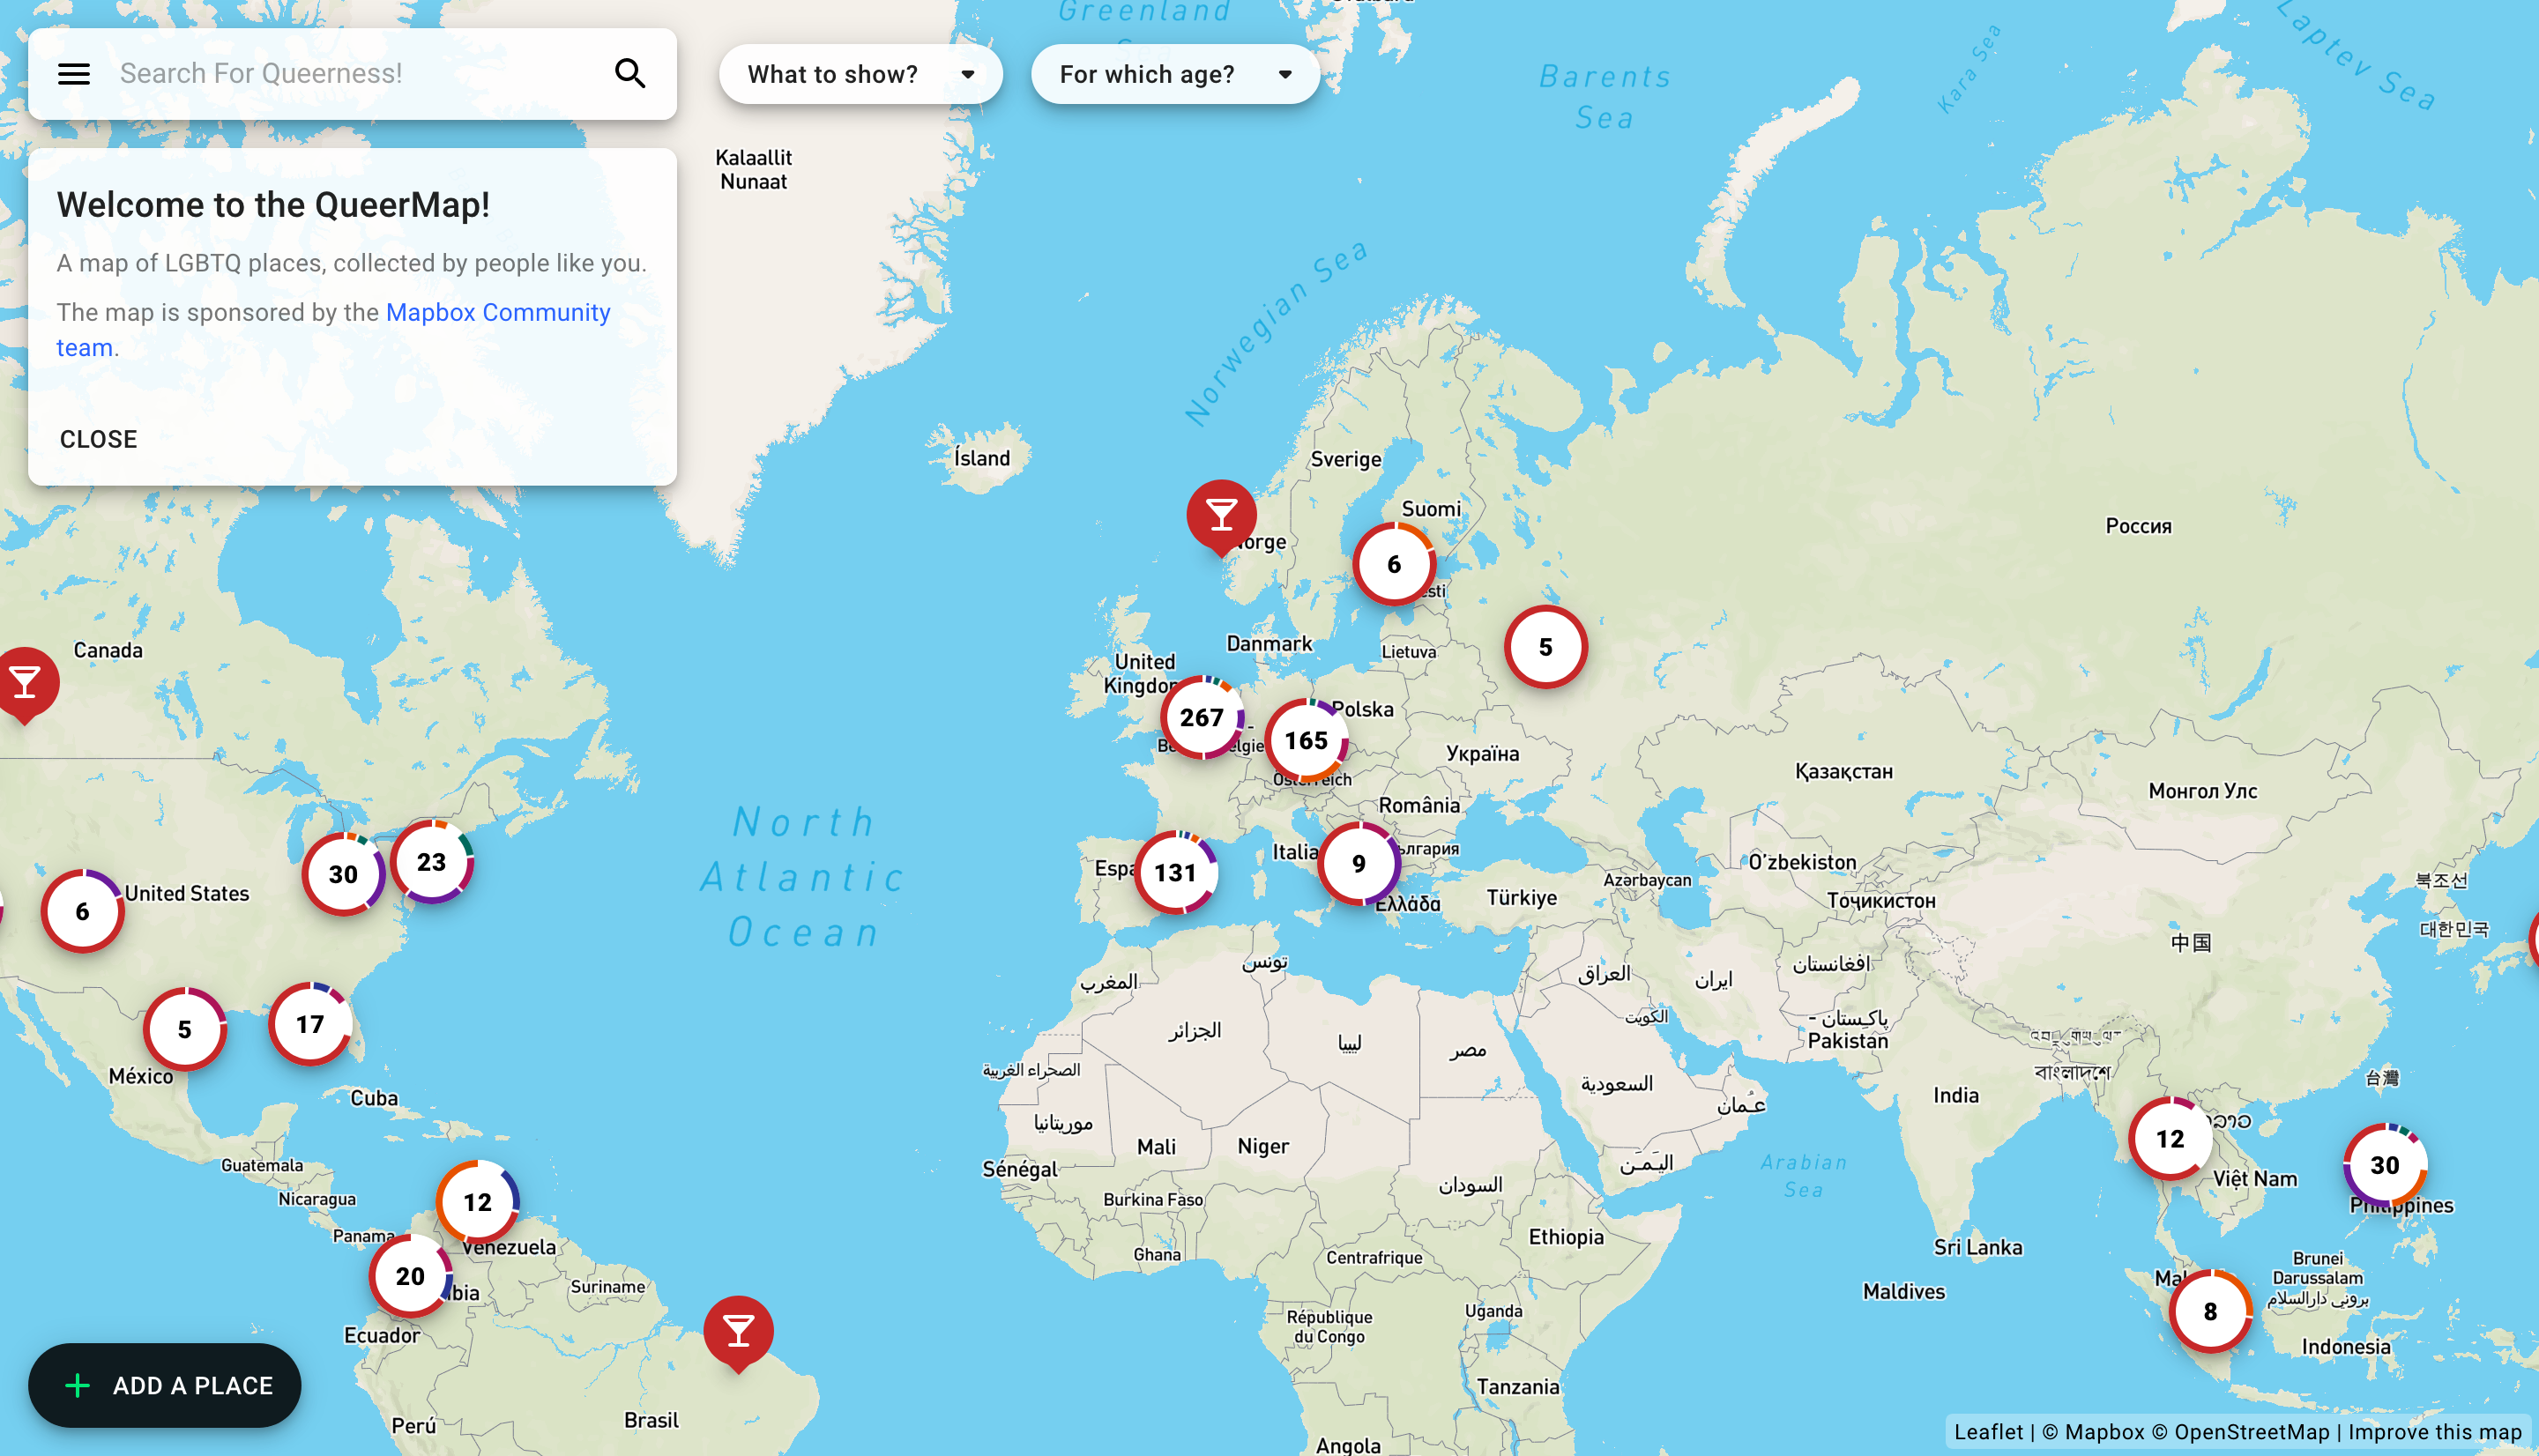 Search For Queerness!
What to show?
For which age?
Welcome to the QueerMap!
A map of LGBTQ places, collected by people like you.
The map is sponsored by the Mapbox Community
team.
CLOSE
Greenland
Barents
Sea
Kara Sea
Laptev Sea
Kalaallit
Nunaat
Norwegian Sea
Ísland
Sverige
Suomi
Россия
6
5
Canada
Danmark
Lietuva
United
267
165
Polska
Україна
Қазақстан
Монгол Улс
România
North
Atlantic
Ocean
30
23
6
United States
131
Italia
9
Ελλάδα
Türkiye
Azərbaycan
O'zbekiston
Тоҷикистон
북조선
대한민국
中国
المغرب
تونس
العراق
ايران
افغانستان
الكويت
پاکستان -
Pakistan
5
17
México
Cuba
الجزائر
ليبيا
مصر
الصحراء الغربية
السعودية
عُمان
འབྲུག་ཡུལ་
বাংলাদেশ
India
台灣
موريتانيا
Mali
Niger
Sénégal
Burkina Faso
السودان
اليَمَن
Arabian
Sea
12
Việt Nam
30
Philippines
Guatemala
Nicaragua
Panama
12
Venezuela
20
Suriname
Ecuador
Ghana
Centrafrique
Ethiopia
Sri Lanka
Maldives
Brunei
Darussalam
بروني دارالسلام
8
Indonesia
République
du Congo
Uganda
Tanzania
Angola
Perú
Brasil
ADD A PLACE
Leaflet | © Mapbox © OpenStreetMap | Improve this map